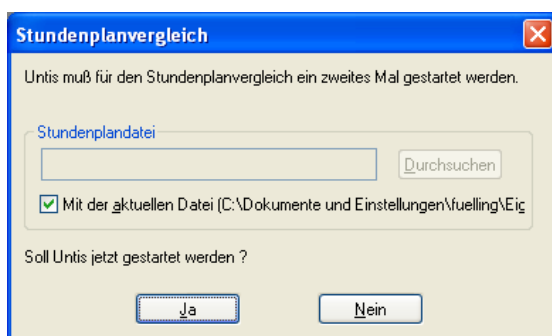 Stundenplanvergleich
Untis muß für den Stundenplanvergleich ein zweites Mal gestartet werden.
Stundenplandatei
Durchsuchen
Mit der aktuellen Datei (C:\Dokumente und Einstellungen\fuelling\Eig
Soll Untis jetzt gestartet werden ?
Ja Nein